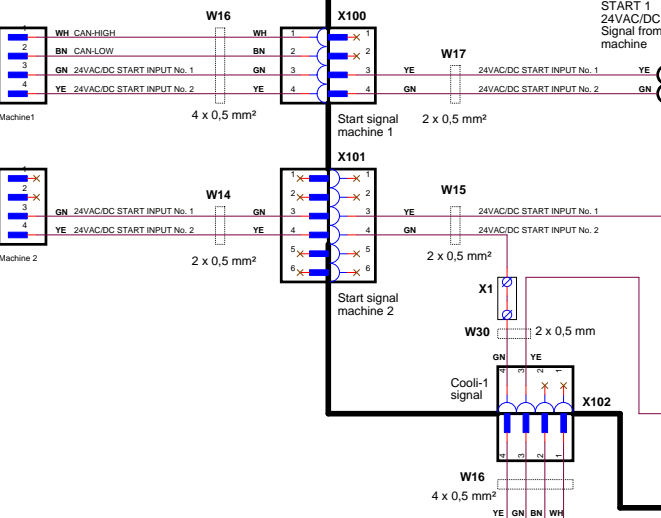 START 1
24VAC/DC
Signal from
machine
W16
X100
1
WH CAN-HIGH
WH
1
1
2
BN CAN-LOW
BN
2
2
W17
3
GN 24VAC/DC START INPUT No. 1
GN
3
3
YE
24VAC/DC START INPUT No. 1
YE
4
YE 24VAC/DC START INPUT No. 2
YE
4
4
GN
24VAC/DC START INPUT No. 2
GN
Machine1
4 x 0,5 mm²
Start signal
machine 1
2 x 0,5 mm²
X101
1
1
1
2
W14
2
2
W15
3
GN 24VAC/DC START INPUT No. 1
GN
3
3
YE
24VAC/DC START INPUT No. 1
4
YE 24VAC/DC START INPUT No. 2
YE
4
4
GN
24VAC/DC START INPUT No. 2
Machine 2
2 x 0,5 mm²
5
5
2 x 0,5 mm²
6
6
Start signal
machine 2
X1
W30
2 x 0,5 mm
GN
YE
4
3
2
1
Cooli-1
signal
X102
4
3
2
1
W16
4 x 0,5 mm²
YE GN BN WH